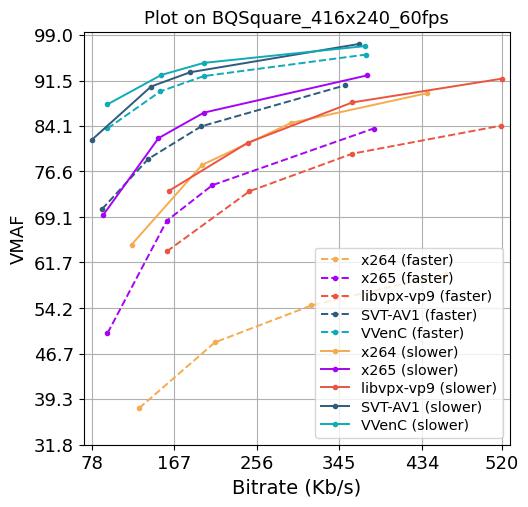 Plot on BQSquare_416x240_60fps
99.0
91.5
84.1
76.6
69.1
61.7
54.2
46.7
39.3
31.8
VMAF
x264 (faster)
x265 (faster)
libvpx-vp9 (faster)
SVT-AV1 (faster)
VVenC (faster)
x264 (slower)
x265 (slower)
libvpx-vp9 (slower)
SVT-AV1 (slower)
VVenC (slower)
78 167 256 345 434 520
Bitrate (Kb/s)